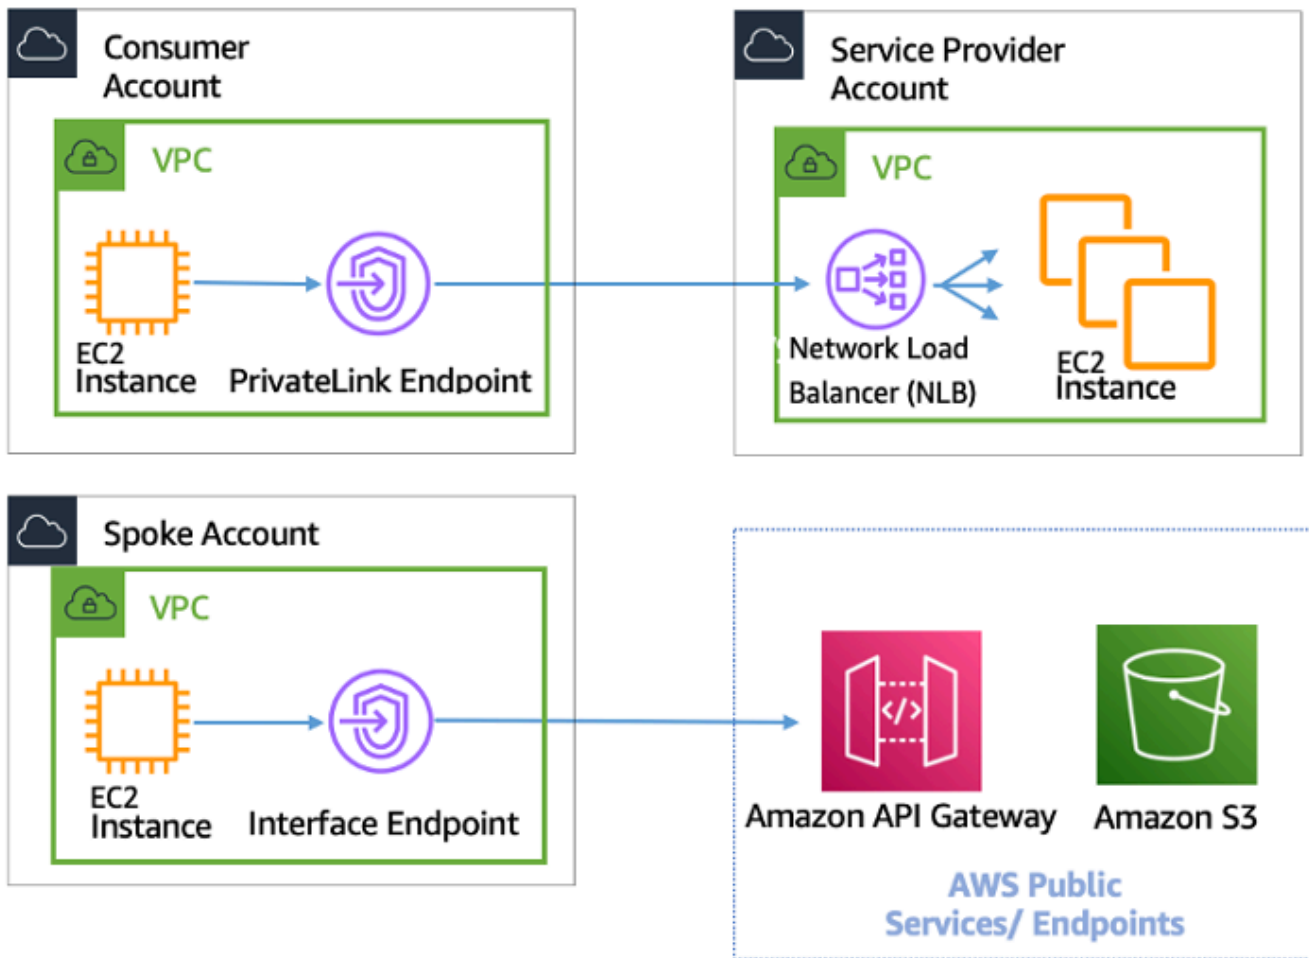 Consumer
Account
VPC
EC2
Instance
PrivateLink Endpoint
Service Provider
Account
VPC
Network Load
Balancer (NLB)
EC2
Instance
Spoke Account
VPC
EC2
Instance
Interface Endpoint
</>
Amazon API Gateway
Amazon S3
AWS Public
Services/ Endpoints